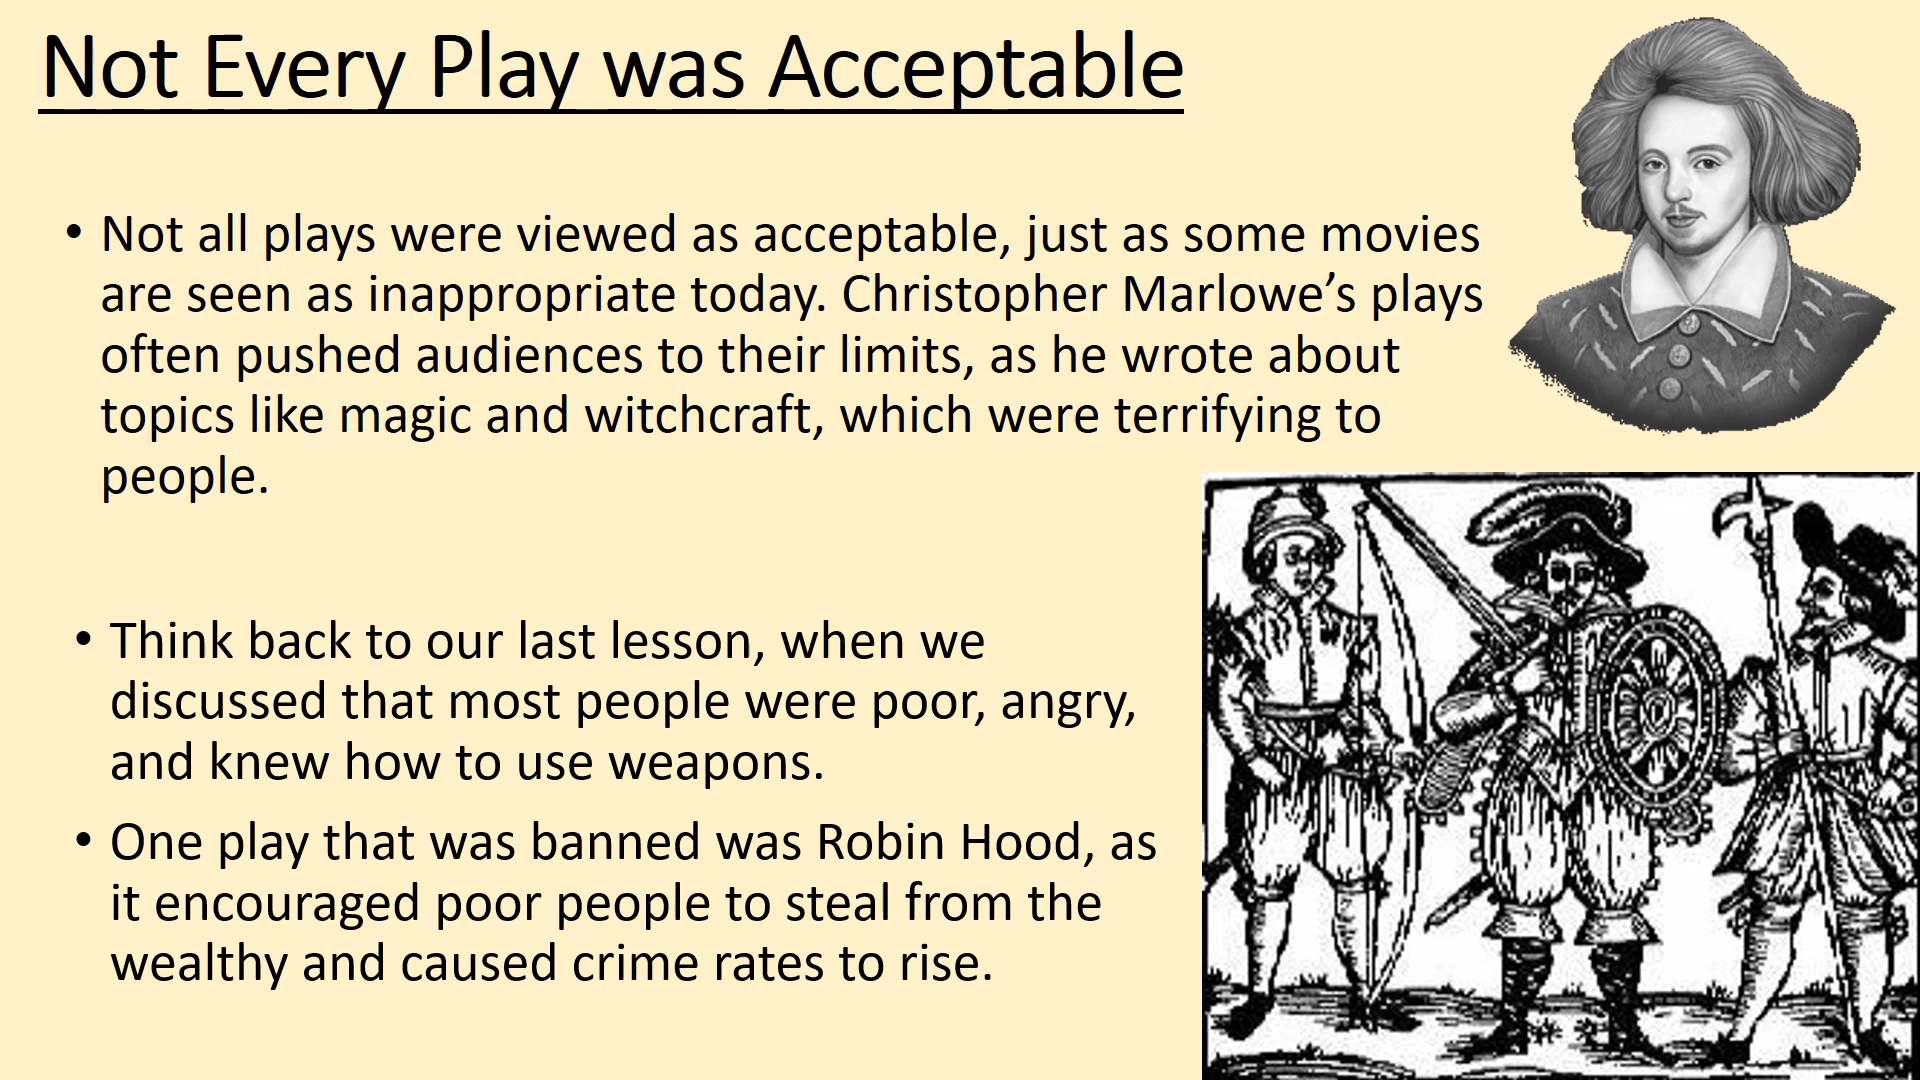 Not Every Play was Acceptable
• Not all plays were viewed as acceptable, just as some movies
are seen as inappropriate today. Christopher Marlowe’s plays
often pushed audiences to their limits, as he wrote about
topics like magic and witchcraft, which were terrifying to
people.
• Think back to our last lesson, when we
discussed that most people were poor, angry,
and knew how to use weapons.
• One play that was banned was Robin Hood, as
it encouraged poor people to steal from the
wealthy and caused crime rates to rise.